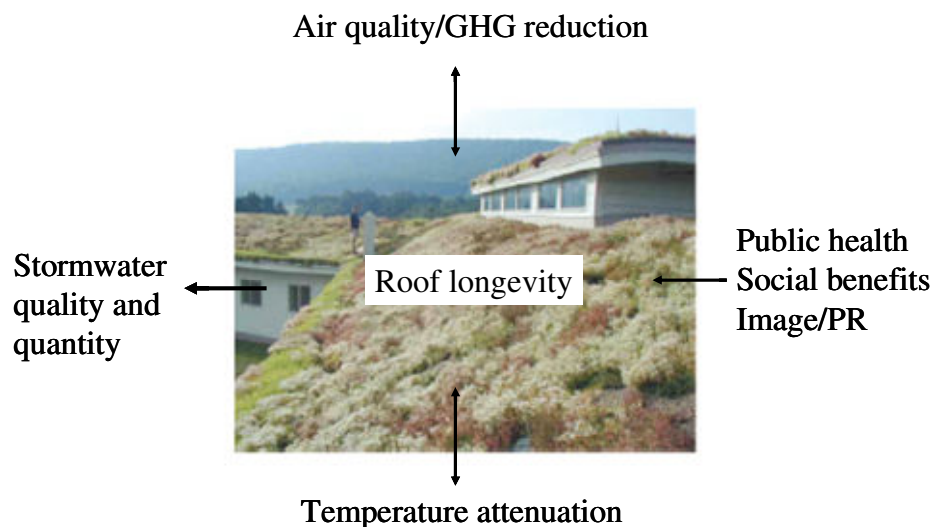 Air quality/GHG reduction
Stormwater
quality and
quantity
Roof longevity
Public health
Social benefits
Image/PR
Temperature attenuation